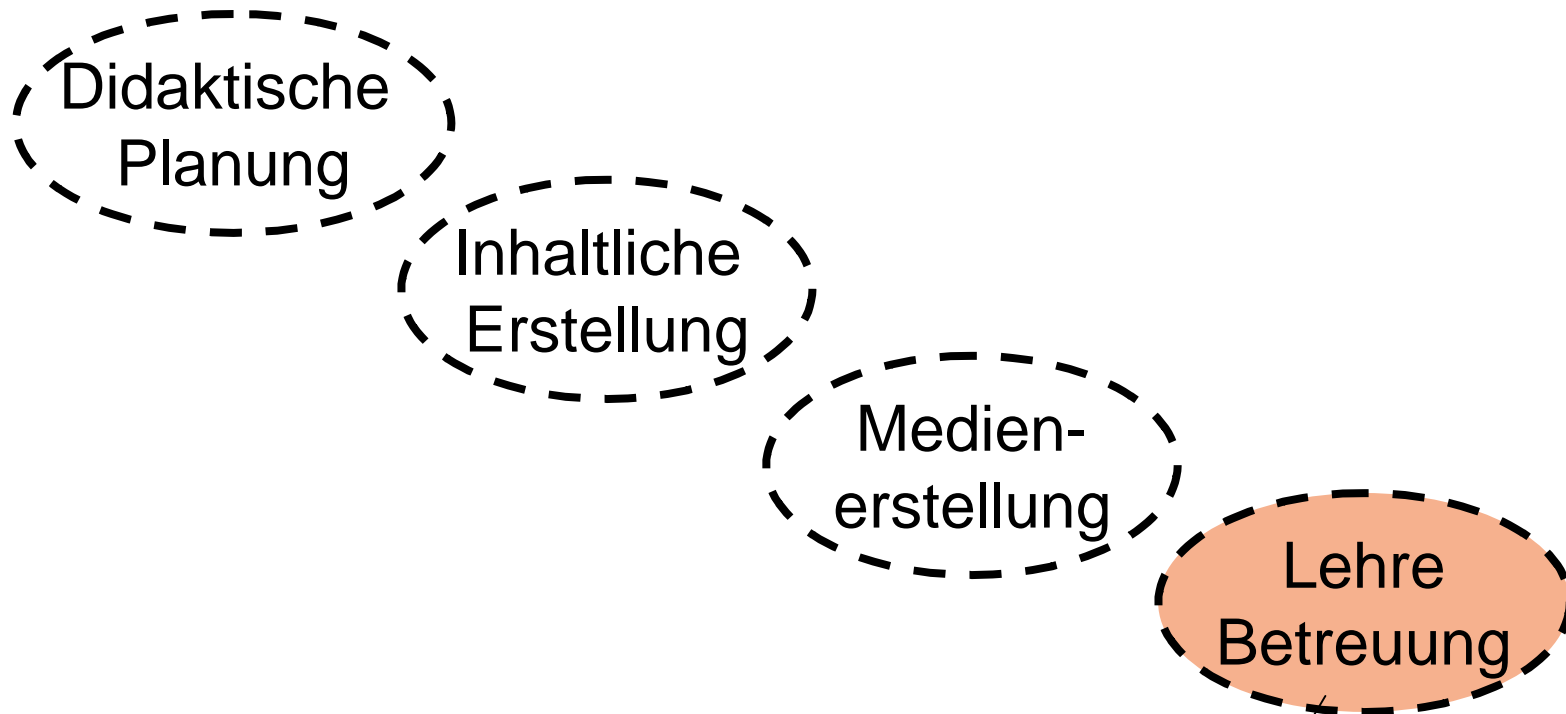 Didaktische
Planung
Inhaltliche
Erstellung
Medien-
erstellung
Lehre
Betreuung